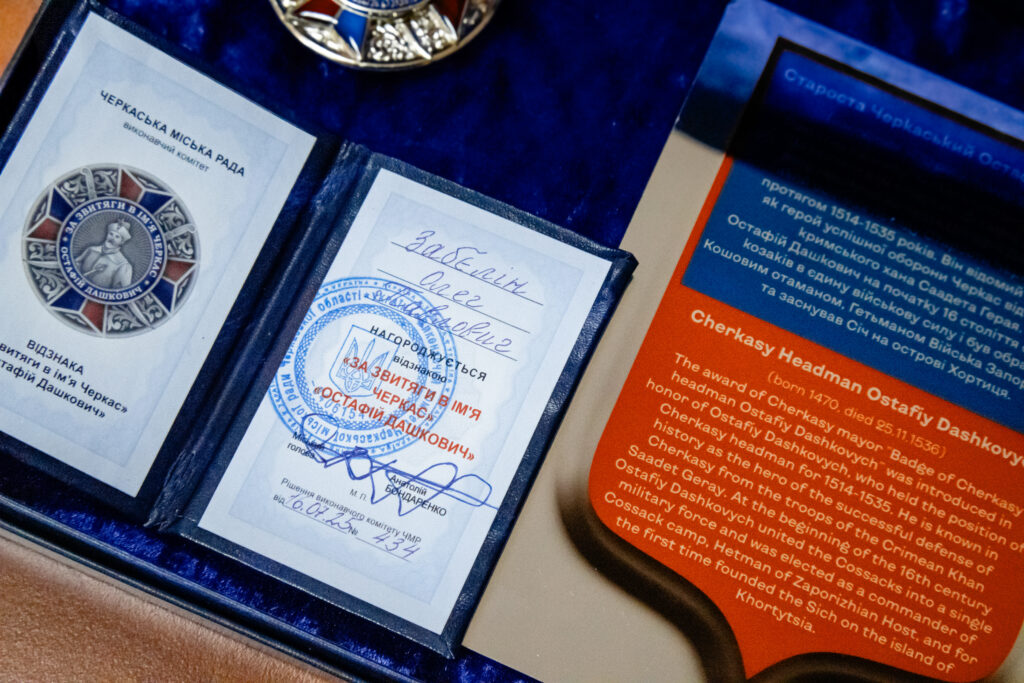 ЧЕРКАСЬКА МІСЬКА РАДА
виконавчий комітет
ЗА ЗВИТЯГИ В ІМ'Я ЧЕРКАС
ОСТАФІЙ ДАШКОВИЧ
ВІДЗНАКА
витяги в ім'я Черкас»
стафій Дашкович»
Забелін
Олег
НАГОРОДЖУЄТЬСЯ
відзнакою
«ЗА ЗВИТЯГИ В ІМ'Я
ЧЕРКАС»
«ОСТАФІЙ ДАШКОВИЧ»
Міський
голова
Анатолій
БОНДАРЕНКО
М. П.
Рішення виконавчого комітету ЧМР
від 16.07.25 № 434
Староста Черкаський Оста
протягом 1514-1535 років. Він відомий
як герой успішної оборони Черкас від
кримського хана Саадета Герая.
Остафій Дашкович на початку 16 століття
козаків в єдину військову силу і був обра
Кошовим отаманом, Гетьманом Війська Запор
та заснував Січ на острові Хортиця.
Cherkasy Headman Ostafiy Dashkovyc
(born 1470, died 25.11.1536)
The award of Cherkasy mayor "Badge of Cherkasy
headman Ostafiy Dashkovych" was introduced in
honor of Ostafiy Dashkovych, who held the position of
Cherkasy headman for 1514-1535. He is known in
history as the hero of the successful defense of
Cherkasy from the troops of the Crimean Khan
Saadet Geray. At the beginning of the 16th century
Ostafiy Dashkovych united the Cossacks into a single
military force and was elected as a commander of
Cossack camp, Hetman of Zaporizhian Host, and for
the first time founded the Sich on the island of
Khortytsia.